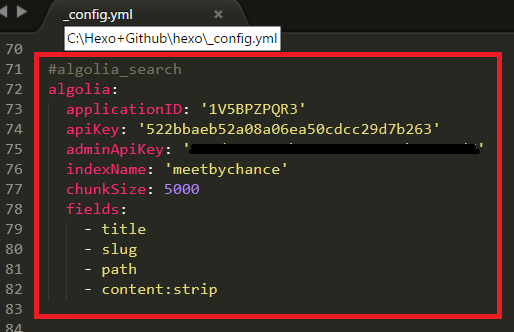 _config.yml
C:\Hexo+Github\hexo\_config.yml
70
71 #algolia_search
72 algolia:
73 applicationID: '1V5BPZPQR3'
74 apiKey: '522bbaeb52a08a06ea50cdcc29d7b263'
75 adminApiKey: '
76 indexName: 'meetbychance'
77 chunkSize: 5000
78 fields:
79 - title
80 - slug
81 - path
82 - content:strip
83
84